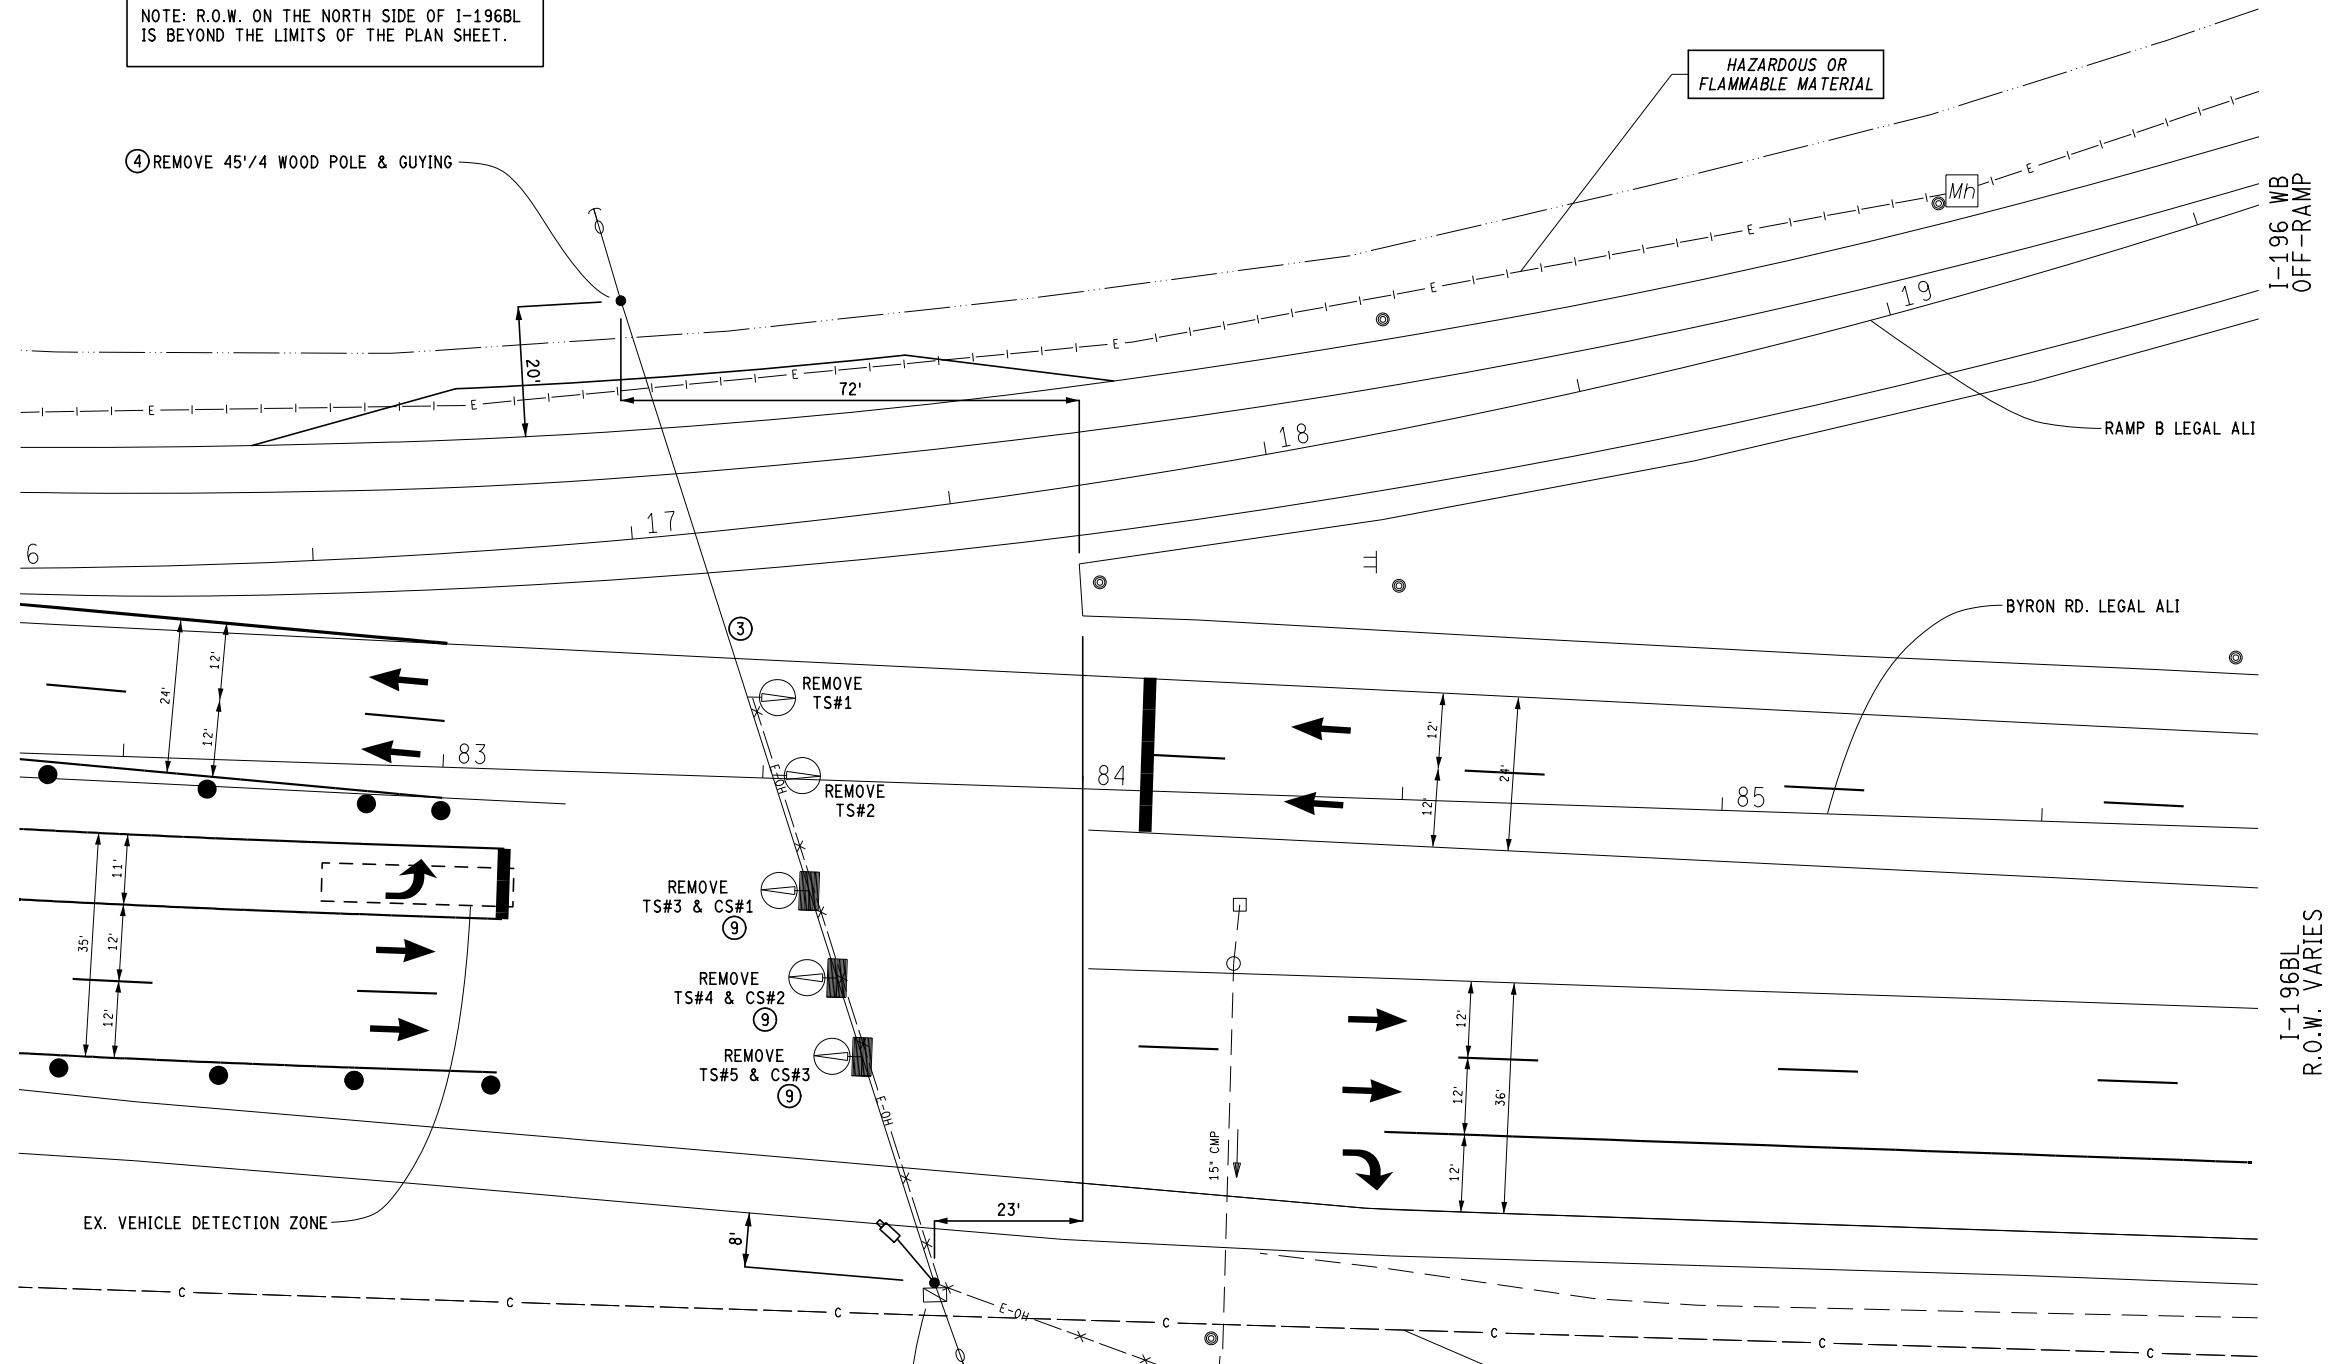 NOTE: R.O.W. ON THE NORTH SIDE OF I-196BL
IS BEYOND THE LIMITS OF THE PLAN SHEET.
HAZARDOUS OR
FLAMMABLE MATERIAL
4 REMOVE 45'/4 WOOD POLE & GUYING
E
Mh
I-196 WB
OFF-RAMP
E
E
19
E
20'
E
72'
E
E
RAMP B LEGAL ALI
18
17
6
BYRON RD. LEGAL ALI
3
12'
24'
12'
REMOVE
TS#1
12'
24'
12'
83
E-OH
84
85
REMOVE
TS#2
11'
35'
12'
12'
REMOVE
TS#3 & CS#1
9
REMOVE
TS#4 & CS#2
9
REMOVE
TS#5 & CS#3
9
E-OH
I-196BL
R.O.W. VARIES
12'
12'
36'
12'
15" CMP
EX. VEHICLE DETECTION ZONE
8'
23'
E-OH
C
C
C
C
C
C
C